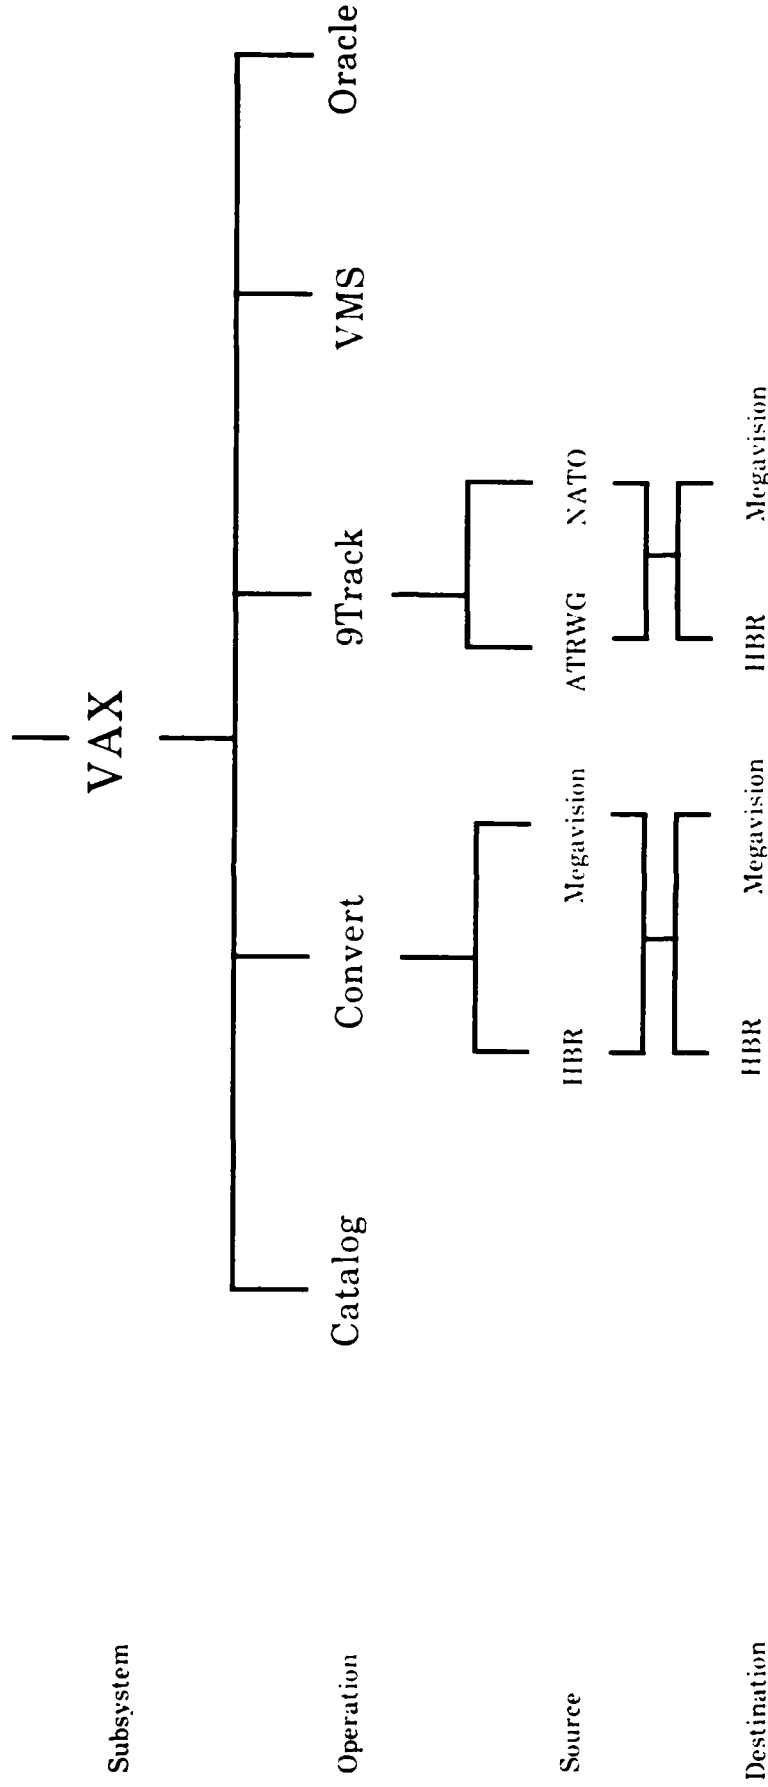 Subsystem
VAX
Operation
Catalog
Convert
9Track
VMS
Oracle
Source
HBR
Megavision
ATRWG
NATO
Destination
HBR
Megavision
HBR
Megavision